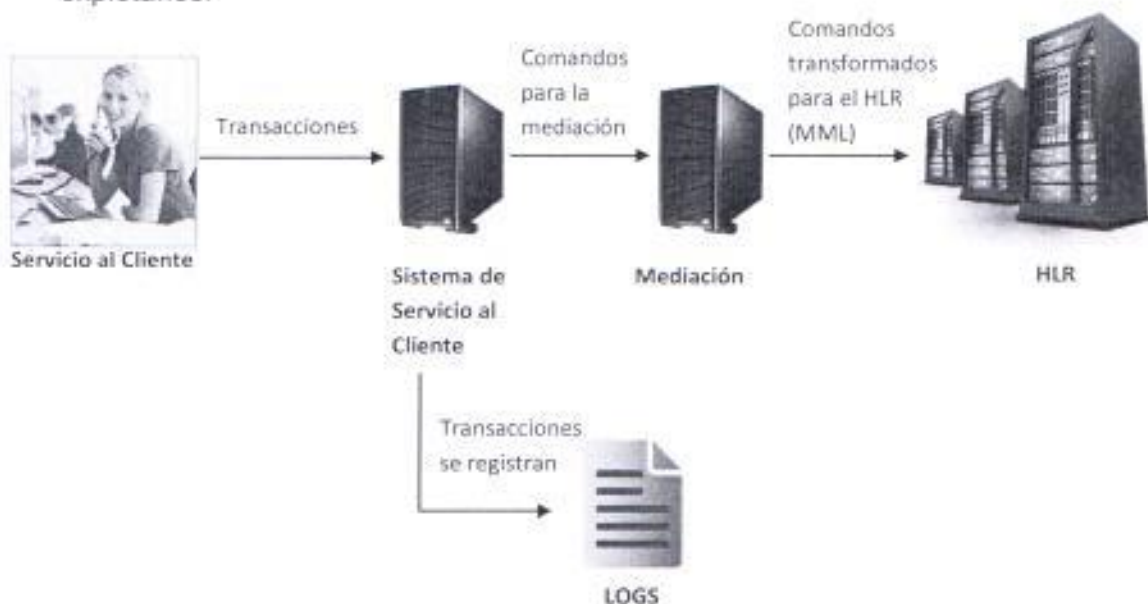 Transacciones
Comandos
para la
mediación
Comandos
transformados
para el HLR
(MML)
Servicio al Cliente
Sistema de
Servicio al
Cliente
Mediación
HLR
Transacciones
se registran
LOGS